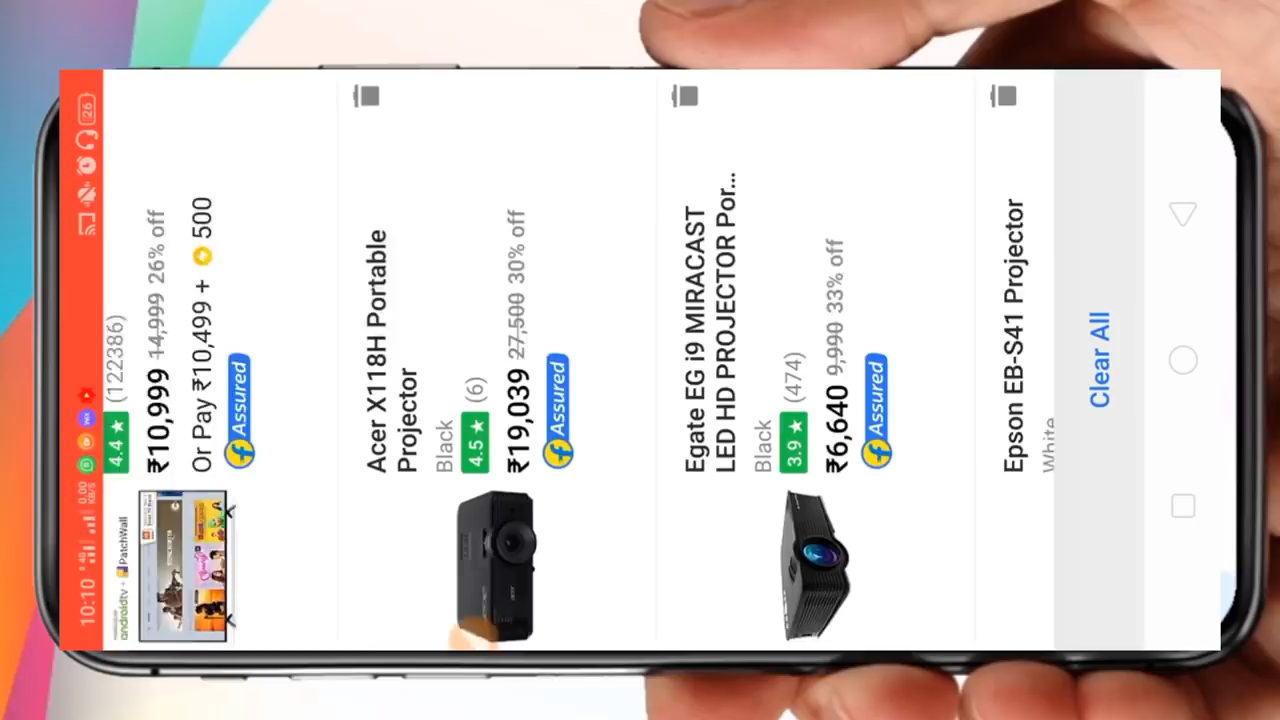 10:10
4G
0.00
KB/S
26
androidtv
PatchWall
4.4 ★ (122386)
₹10,999 14,999 26% off
Or Pay ₹10,499 + 500
Assured
Acer X118H Portable
Projector
Black
4.5 ★ (6)
₹19,039 27,500 30% off
Assured
Egate EG i9 MIRACAST
LED HD PROJECTOR Por...
Black
3.9 ★ (474)
₹6,640 9,990 33% off
Assured
Epson EB-S41 Projector
White
Clear All